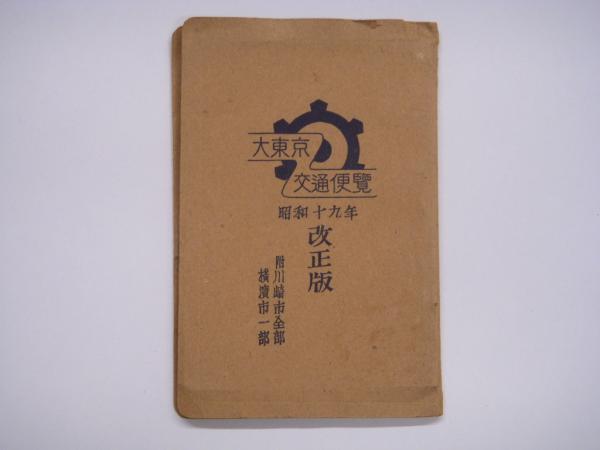 大東京
交通便覽
昭和十九年
改正版
附川崎市全部
橫濱市一部